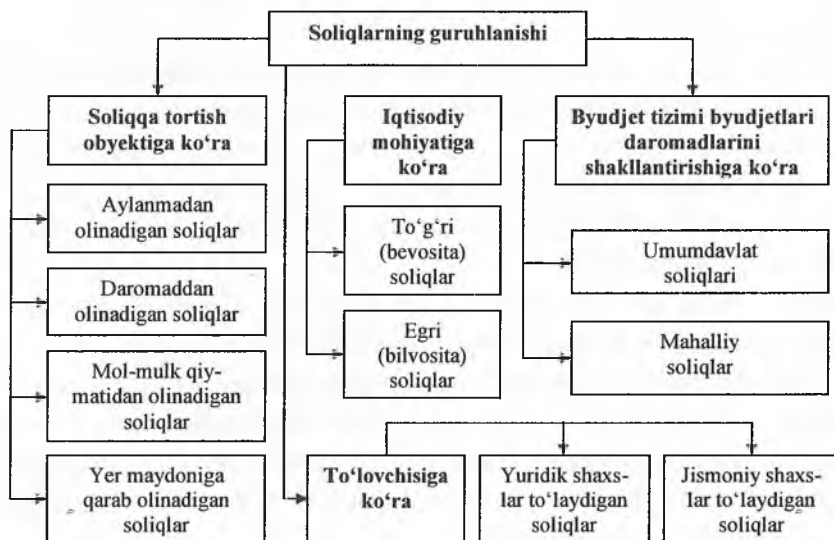 Soliqlarning guruhlanishi
Soliqqa tortish
obyektiga ko‘ra
Aylanmadan
olinadigan soliqlar
Daromaddan
olinadigan soliqlar
Mol-mulk qiy-
matidan olinadigan
soliqlar
Yer maydoniga
qarab olinadigan
soliqlar
Iqtisodiy
mohiyatiga
ko‘ra
To‘g‘ri
(bevosita)
soliqlar
Egri
(bilvosita)
soliqlar
Byudjet tizimi byudjetlari
daromadlarini
shakllantirishiga ko‘ra
Umumdavlat
soliqlari
Mahalliy
soliqlar
To‘lovchisiga
ko‘ra
Yuridik shaxs-
lar to‘laydigan
soliqlar
Jismoniy shaxs-
lar to‘laydigan
soliqlar